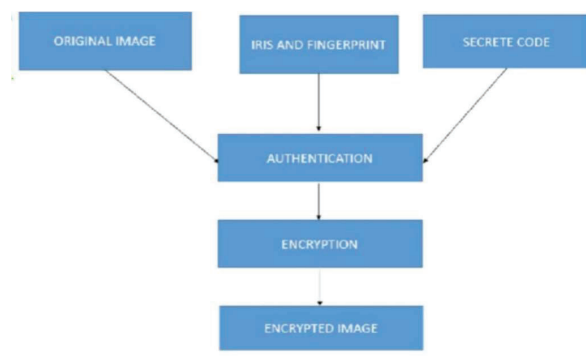 ORIGINAL IMAGE
IRIS AND FINGERPRINT
SECRETE CODE
AUTHENTICATION
ENCRYPTION
ENCRYPTED IMAGE